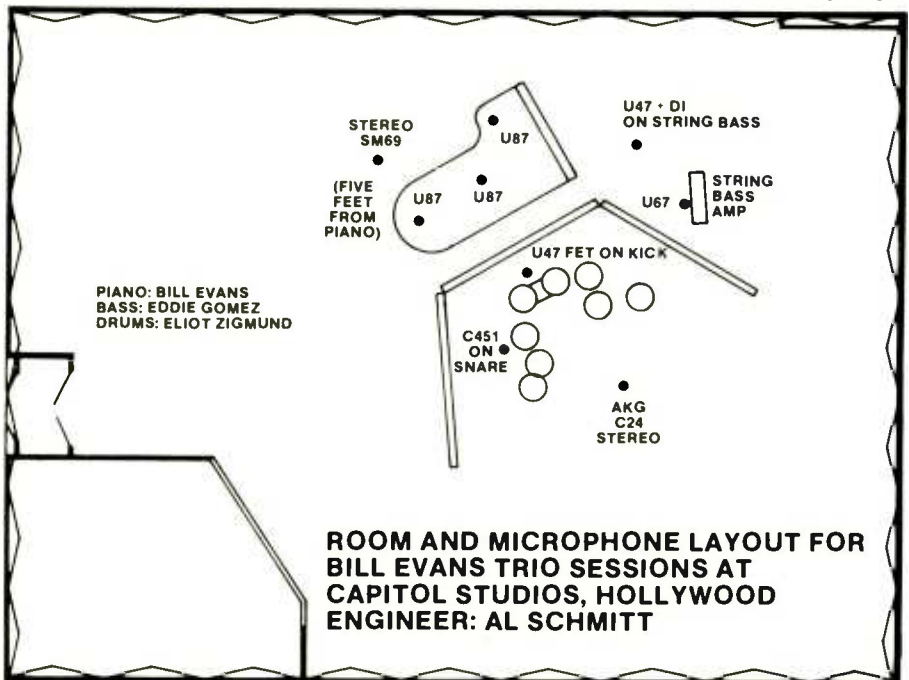 STEREO
SM69
(FIVE
FEET
FROM
PIANO)
U87
U87
U87
U47 + DI
ON STRING BASS
U67
STRING
BASS
AMP
U47 FET ON KICK
PIANO: BILL EVANS
BASS: EDDIE GOMEZ
DRUMS: ELIOT ZIGMUND
C451
ON
SNARE
AKG
C24
STEREO
ROOM AND MICROPHONE LAYOUT FOR
BILL EVANS TRIO SESSIONS AT
CAPITOL STUDIOS, HOLLYWOOD
ENGINEER: AL SCHMITT